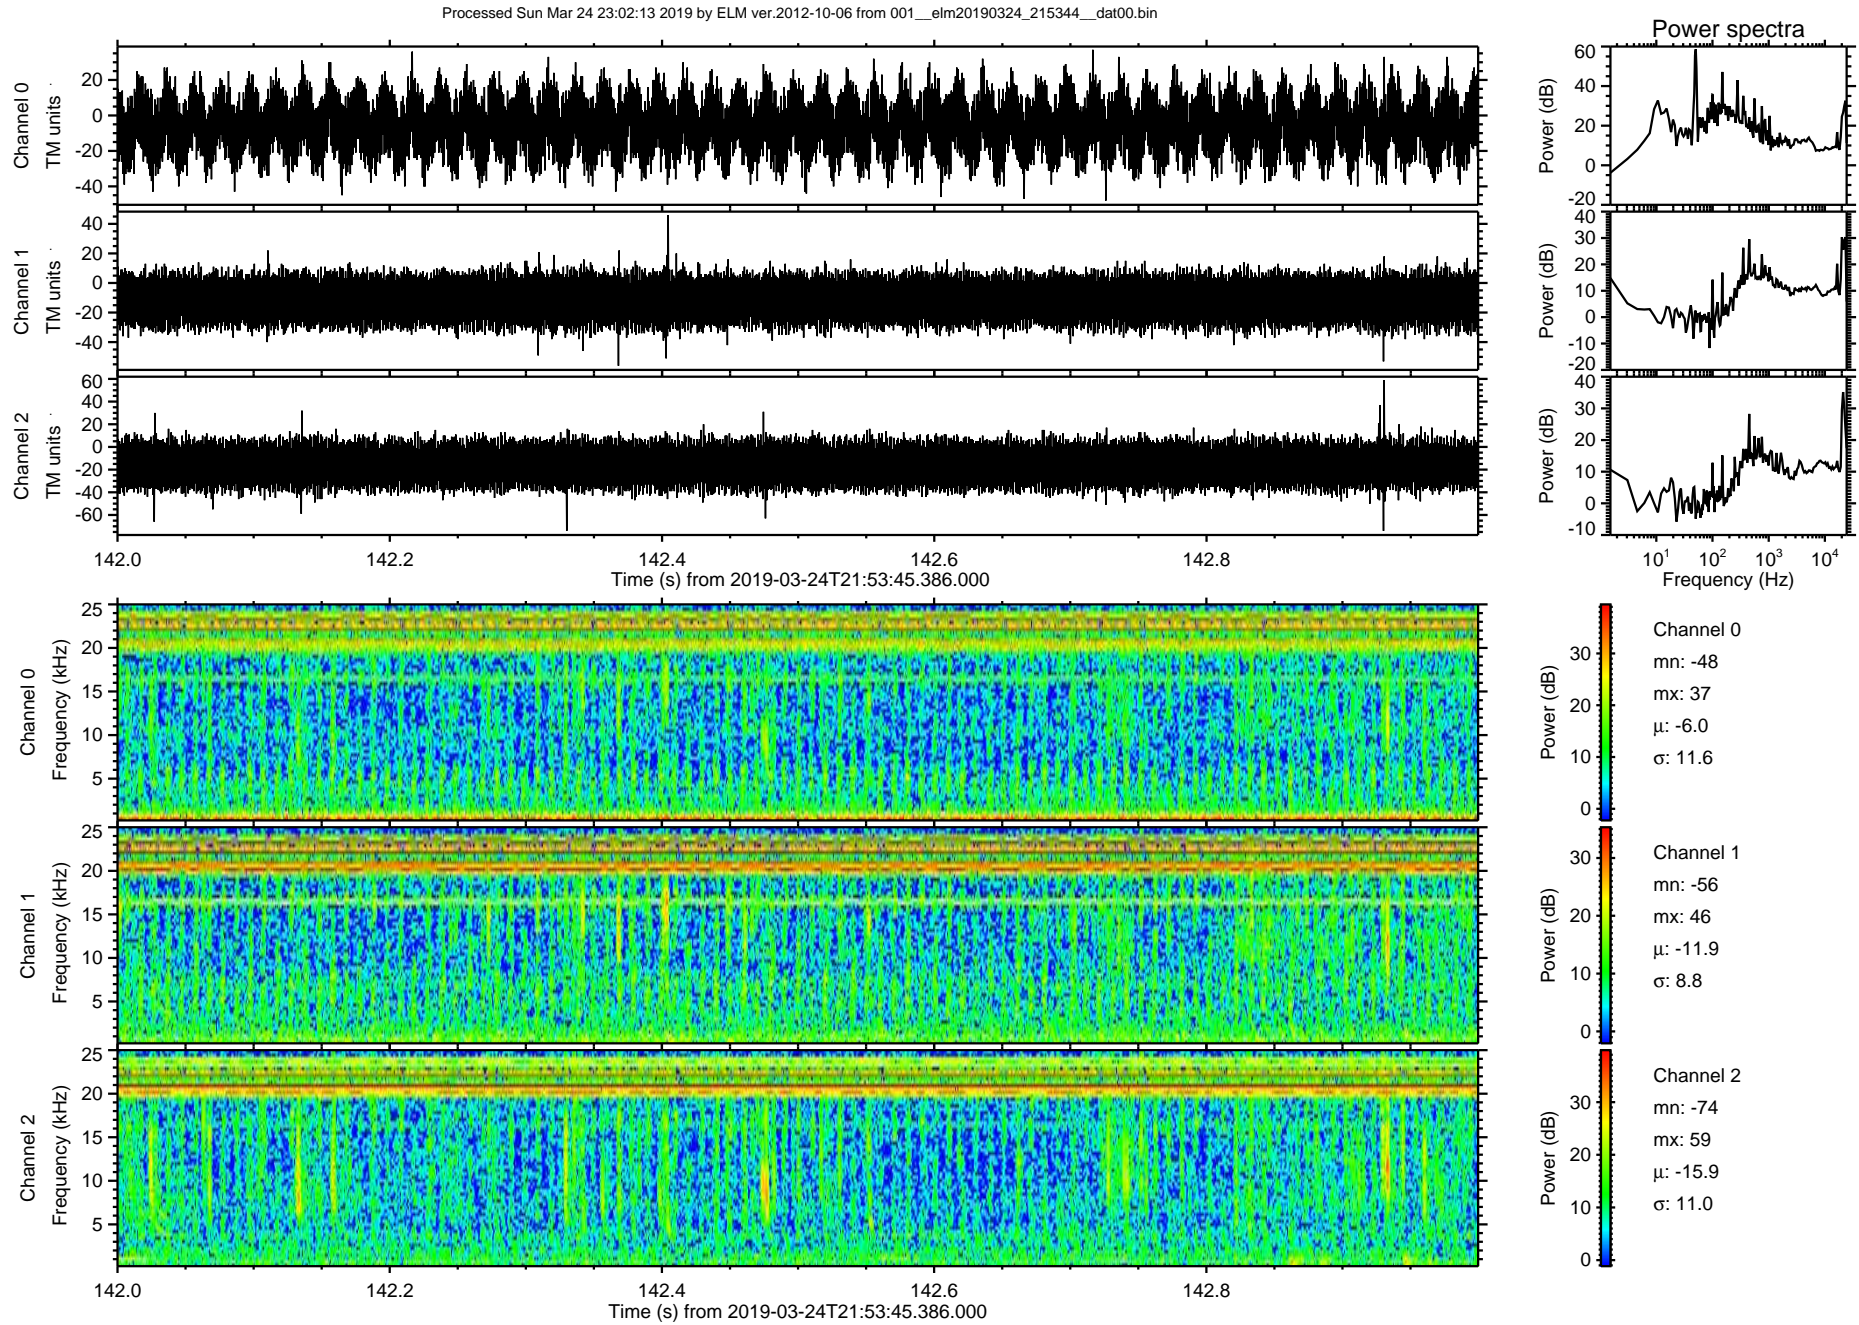 Processed Sun Mar 24 23:02:13 2019 by ELM ver.2012-10-06 from 001__elm20190324_215344__dat00.bin
Power spectra
Channel 0
TM units
20
0
-20
-40
Power (dB)
60
40
20
0
-20
Channel 1
TM units
40
20
0
-20
-40
Power (dB)
40
30
20
10
0
-10
-20
Channel 2
TM units
60
40
20
0
-20
-40
-60
Power (dB)
40
30
20
10
0
-10
142.0 142.2 142.4 142.6 142.8
Time (s) from 2019-03-24T21:53:45.386.000
10¹ 10² 10³ 10⁴
Frequency (Hz)
Channel 0
Frequency (kHz)
25
20
15
10
5
Power (dB)
30
20
10
0
Channel 0
mn: -48
mx: 37
µ: -6.0
σ: 11.6
Channel 1
Frequency (kHz)
25
20
15
10
5
Power (dB)
30
20
10
0
Channel 1
mn: -56
mx: 46
µ: -11.9
σ: 8.8
Channel 2
Frequency (kHz)
25
20
15
10
5
Power (dB)
30
20
10
0
Channel 2
mn: -74
mx: 59
µ: -15.9
σ: 11.0
142.0 142.2 142.4 142.6 142.8
Time (s) from 2019-03-24T21:53:45.386.000